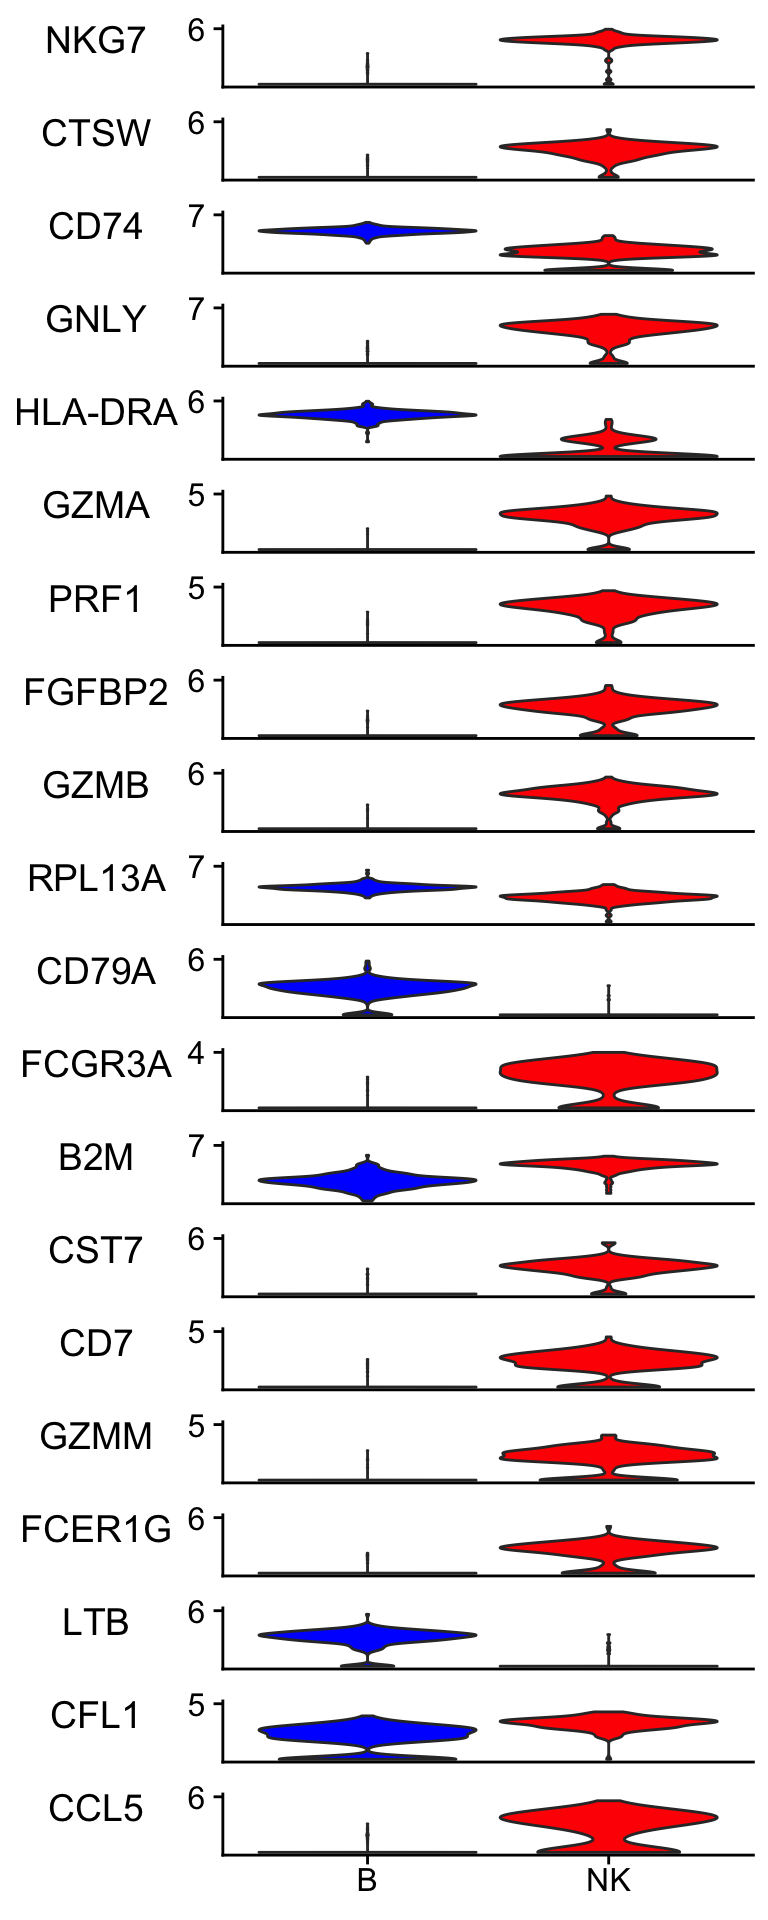 NKG7 6
CTSW 6
CD74 7
GNLY 7
HLA-DRA 6
GZMA 5
PRF1 5
FGFBP2 6
GZMB 6
RPL13A 7
CD79A 6
FCGR3A 4
B2M 7
CST7 6
CD7 5
GZMM 5
FCER1G 6
LTB 6
CFL1 5
CCL5 6
B NK